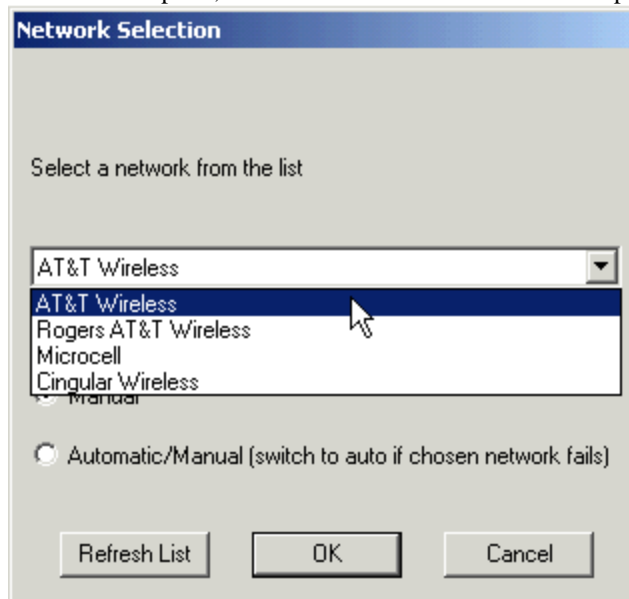 Network Selection
Select a network from the list
AT&T Wireless
AT&T Wireless
Rogers AT&T Wireless
Microcell
Cingular Wireless
Manual
Automatic/Manual (switch to auto if chosen network fails)
Refresh List OK Cancel